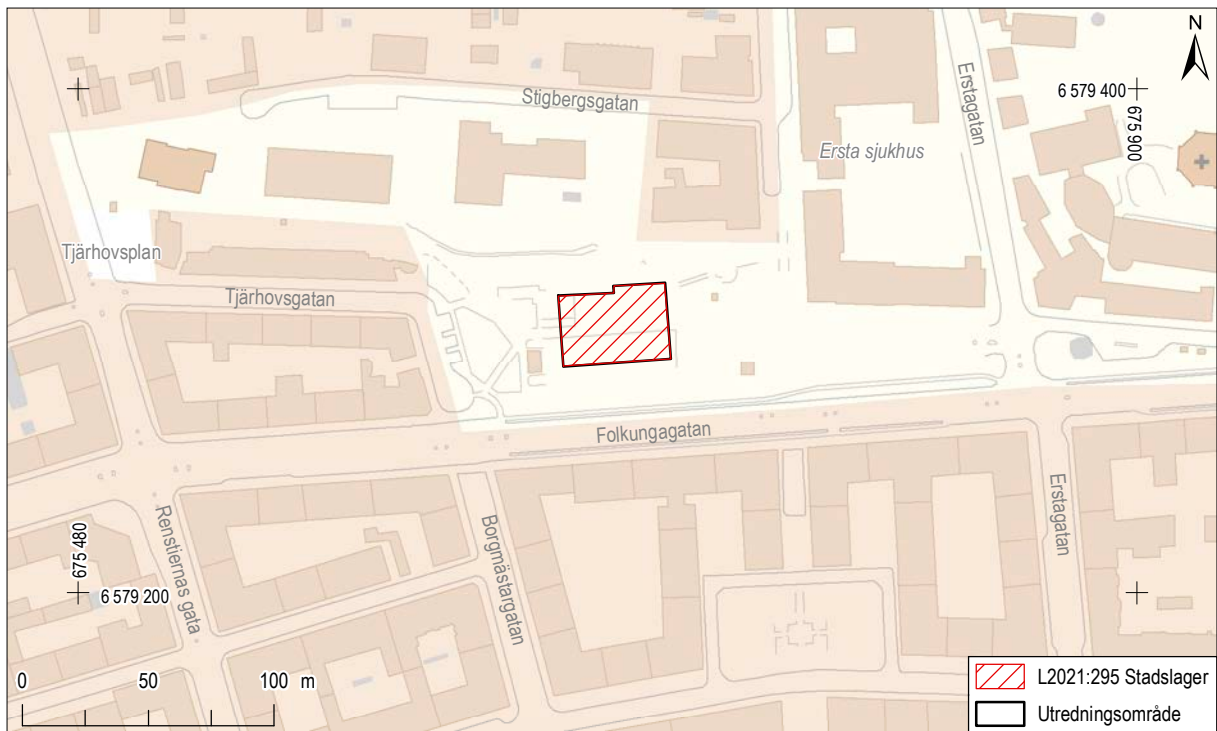 N
6 579 400
675 900
Stigbergsgatan
Erstagatan
Ersta sjukhus
Tjärhovsplan
Tjärhovsgatan
Folkungagatan
675 480
6 579 200
Renstiernas gata
Borgmästargatan
Erstagatan
0 50 100 m
L2021:295 Stadslager
Utredningsområde